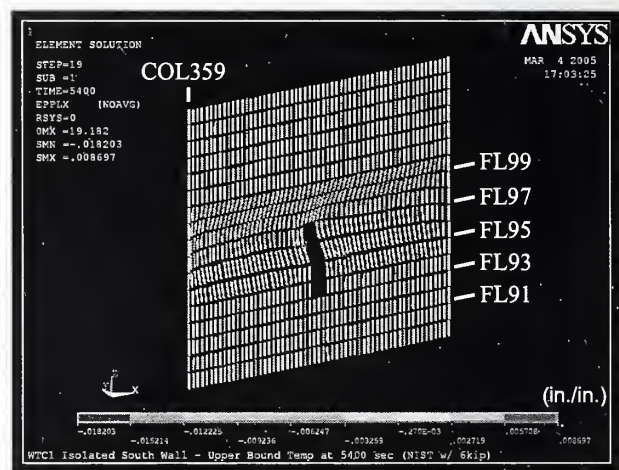 1
ANSYS
ELEMENT SOLUTION
MAR 4 2005
17:03:25
STEP=19
SUB =1
TIME=5400
EPPLX (NOAVG)
RSYS=0
DMX =19.182
SMN =-.018203
SMX =.008697
COL359
FL99
FL97
FL95
FL93
FL91
Y
X
(in./in.)
-.018203 -.012225 -.006247 -.270E-03 .005708
-.015214 -.009236 -.003259 .002719 .008697
WTC1 Isolated South Wall - Upper Bound Temp at 5400 sec (NIST w/ 6kip)